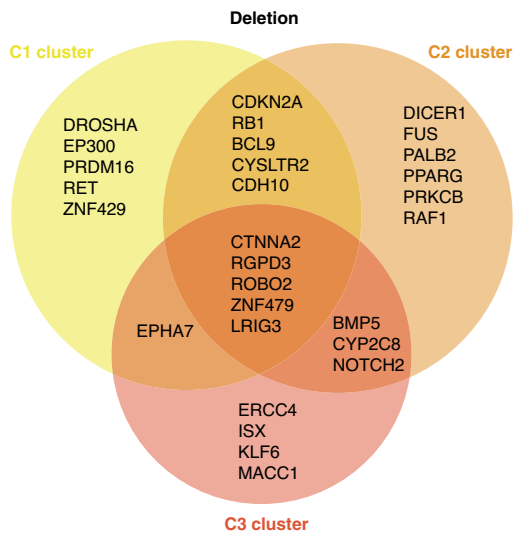 Deletion
C1 cluster
C2 cluster
DROSHA
EP300
PRDM16
RET
ZNF429
CDKN2A
RB1
BCL9
CYSLTR2
CDH10
DICER1
FUS
PALB2
PPARG
PRKCB
RAF1
CTNNA2
RGPD3
ROBO2
ZNF479
LRIG3
EPHA7
BMP5
CYP2C8
NOTCH2
ERCC4
ISX
KLF6
MACC1
C3 cluster